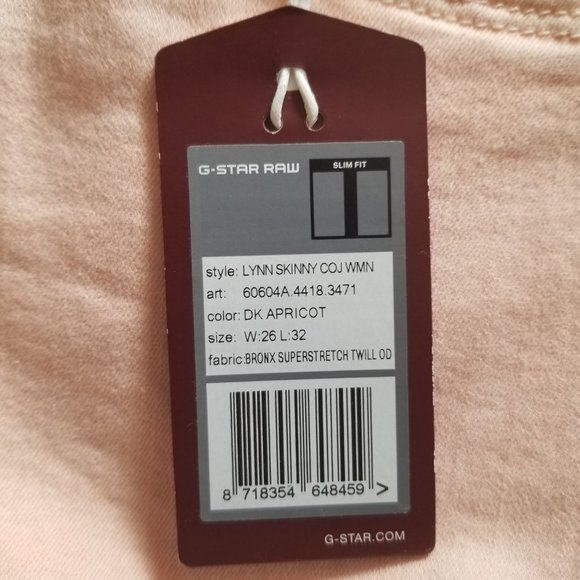 G-STAR RAW
SLIM FIT
style: LYNN SKINNY COJ WMN
art: 60604A.4418.3471
color: DK APRICOT
size: W:26 L:32
fabric:BRONX SUPERSTRETCH TWILL OD
8 718354 648459 >
G-STAR.COM